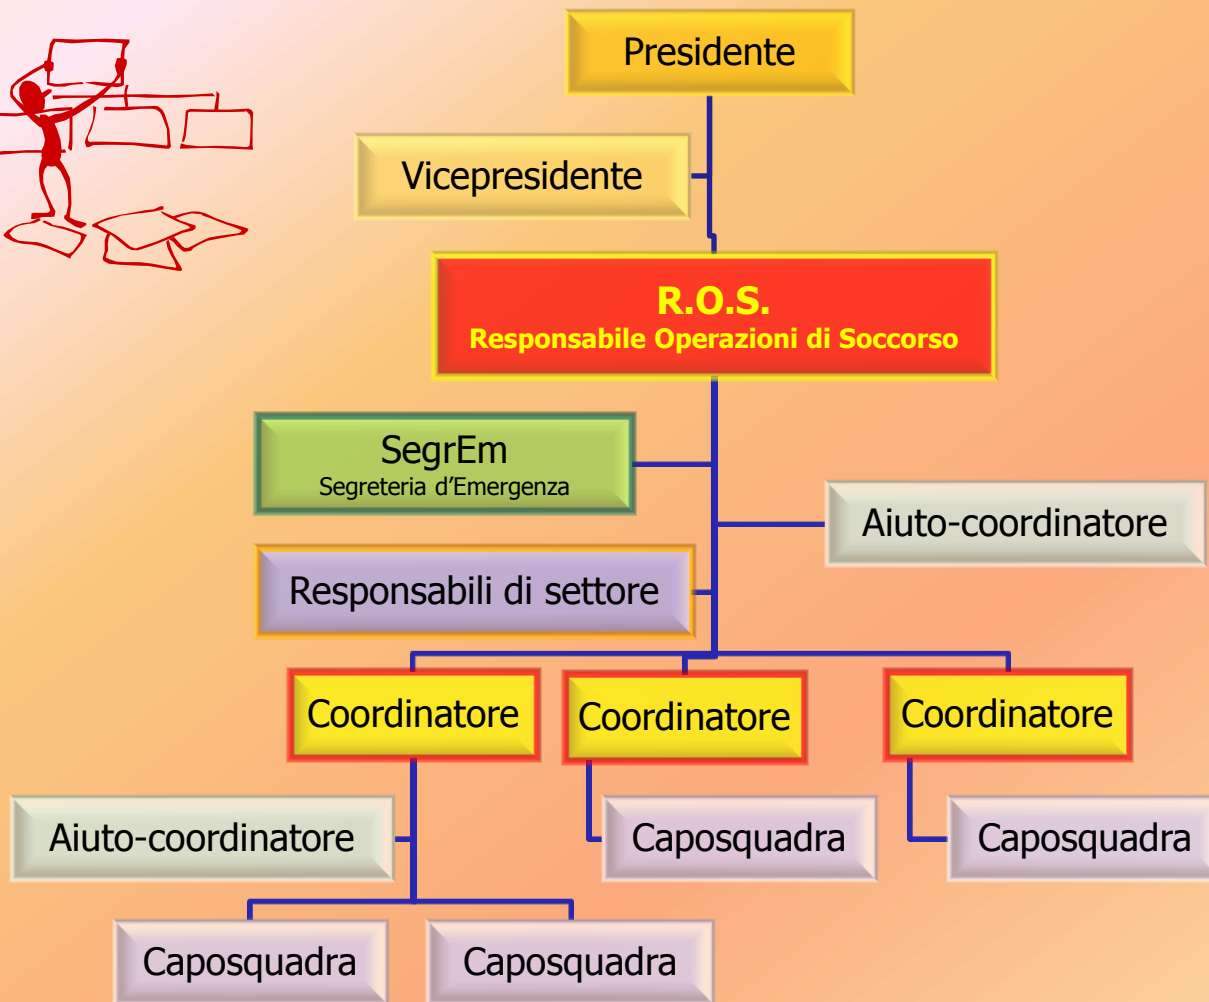 Presidente
Vicepresidente
R.O.S.
Responsabile Operazioni di Soccorso
SegrEm
Segreteria d’Emergenza
Aiuto-coordinatore
Responsabili di settore
Coordinatore
Coordinatore
Coordinatore
Aiuto-coordinatore
Caposquadra
Caposquadra
Caposquadra
Caposquadra